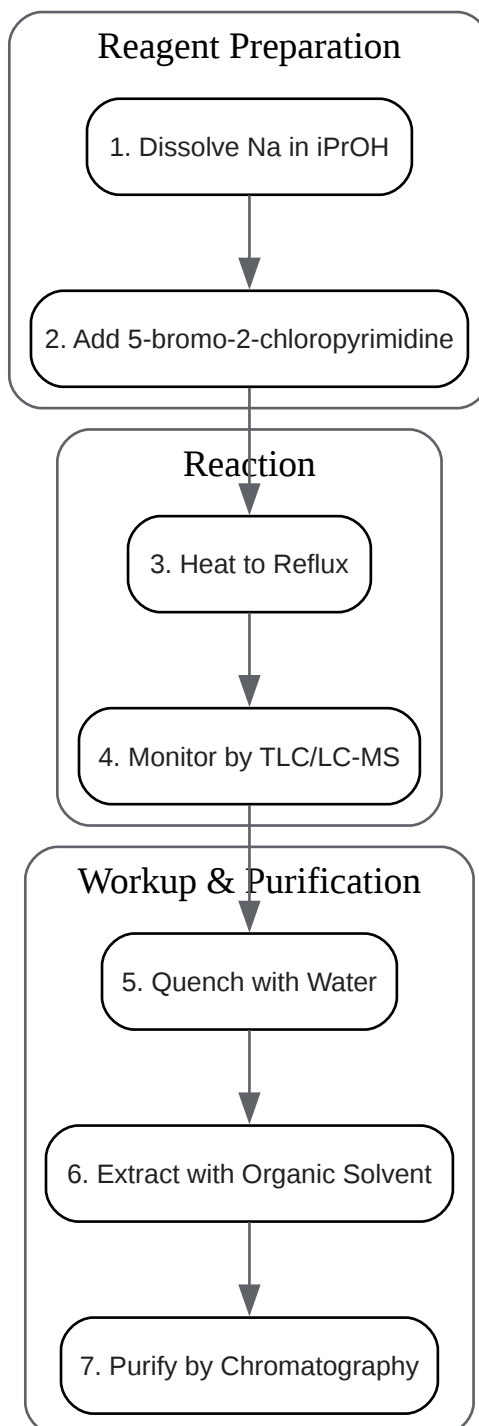 Reagent Preparation
1. Dissolve Na in iPrOH
2. Add 5-bromo-2-chloropyrimidine
Reaction
3. Heat to Reflux
4. Monitor by TLC/LC-MS
Workup & Purification
5. Quench with Water
6. Extract with Organic Solvent
7. Purify by Chromatography